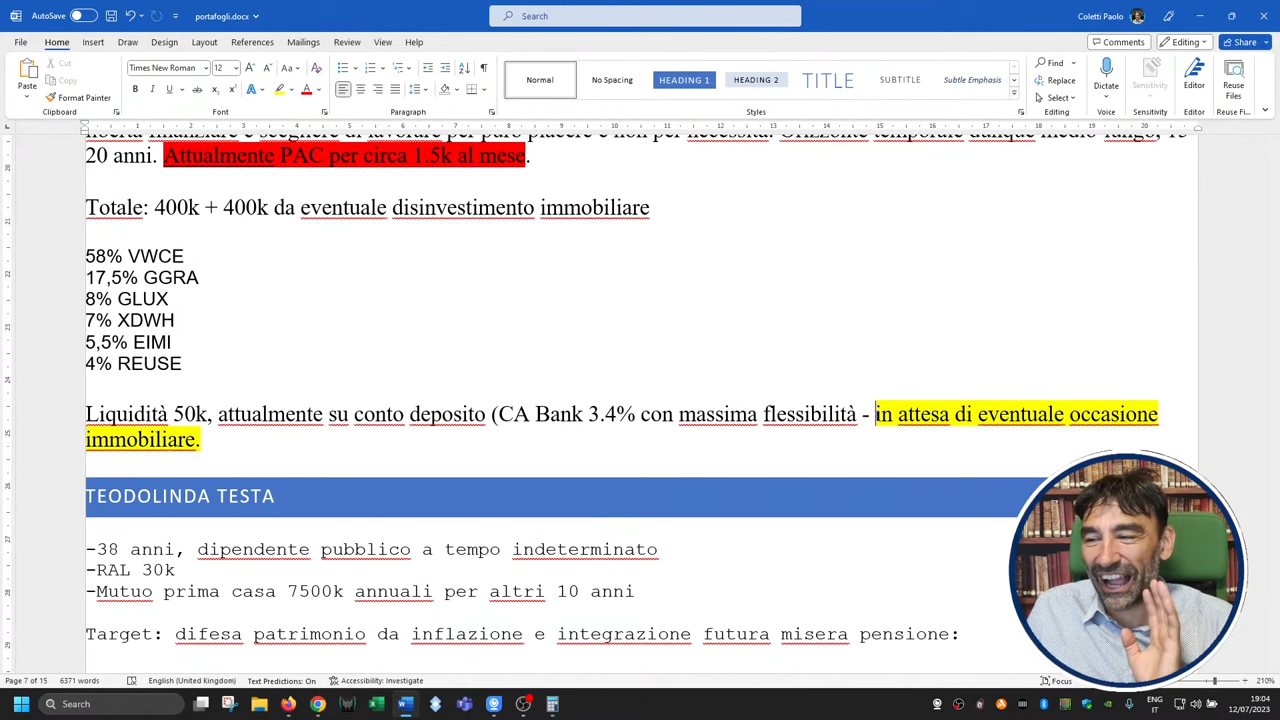 AutoSave
portafogli.docx
Search
Coletti Paolo
File Home Insert Draw Design Layout References Mailings Review View Help
Comments Editing Share
Paste
Cut
Copy
Format Painter
Clipboard
Times New Roman 12
Font
Paragraph
Normal No Spacing HEADING 1 HEADING 2 TITLE SUBTITLE Subtle Emphasis
Styles
Find
Replace
Select
Editing
Dictate
Voice
Sensitivity
Sensitivity
Editor
Editor
Reuse Files
Reuse Fi...
20 anni. Attualmente PAC per circa 1.5k al mese.
Totale: 400k + 400k da eventuale disinvestimento immobiliare
58% VWCE
17,5% GGRA
8% GLUX
7% XDWH
5,5% EIMI
4% REUSE
Liquidità 50k, attualmente su conto deposito (CA Bank 3.4% con massima flessibilità - in attesa di eventuale occasione
immobiliare.
TEODOLINDA TESTA
-38 anni, dipendente pubblico a tempo indeterminato
-RAL 30k
-Mutuo prima casa 7500k annuali per altri 10 anni
Target: difesa patrimonio da inflazione e integrazione futura misera pensione:
Page 7 of 15 6371 words English (United Kingdom) Text Predictions: On Accessibility: Investigate Focus 210%
Search
ENG
IT
19:04
12/07/2023